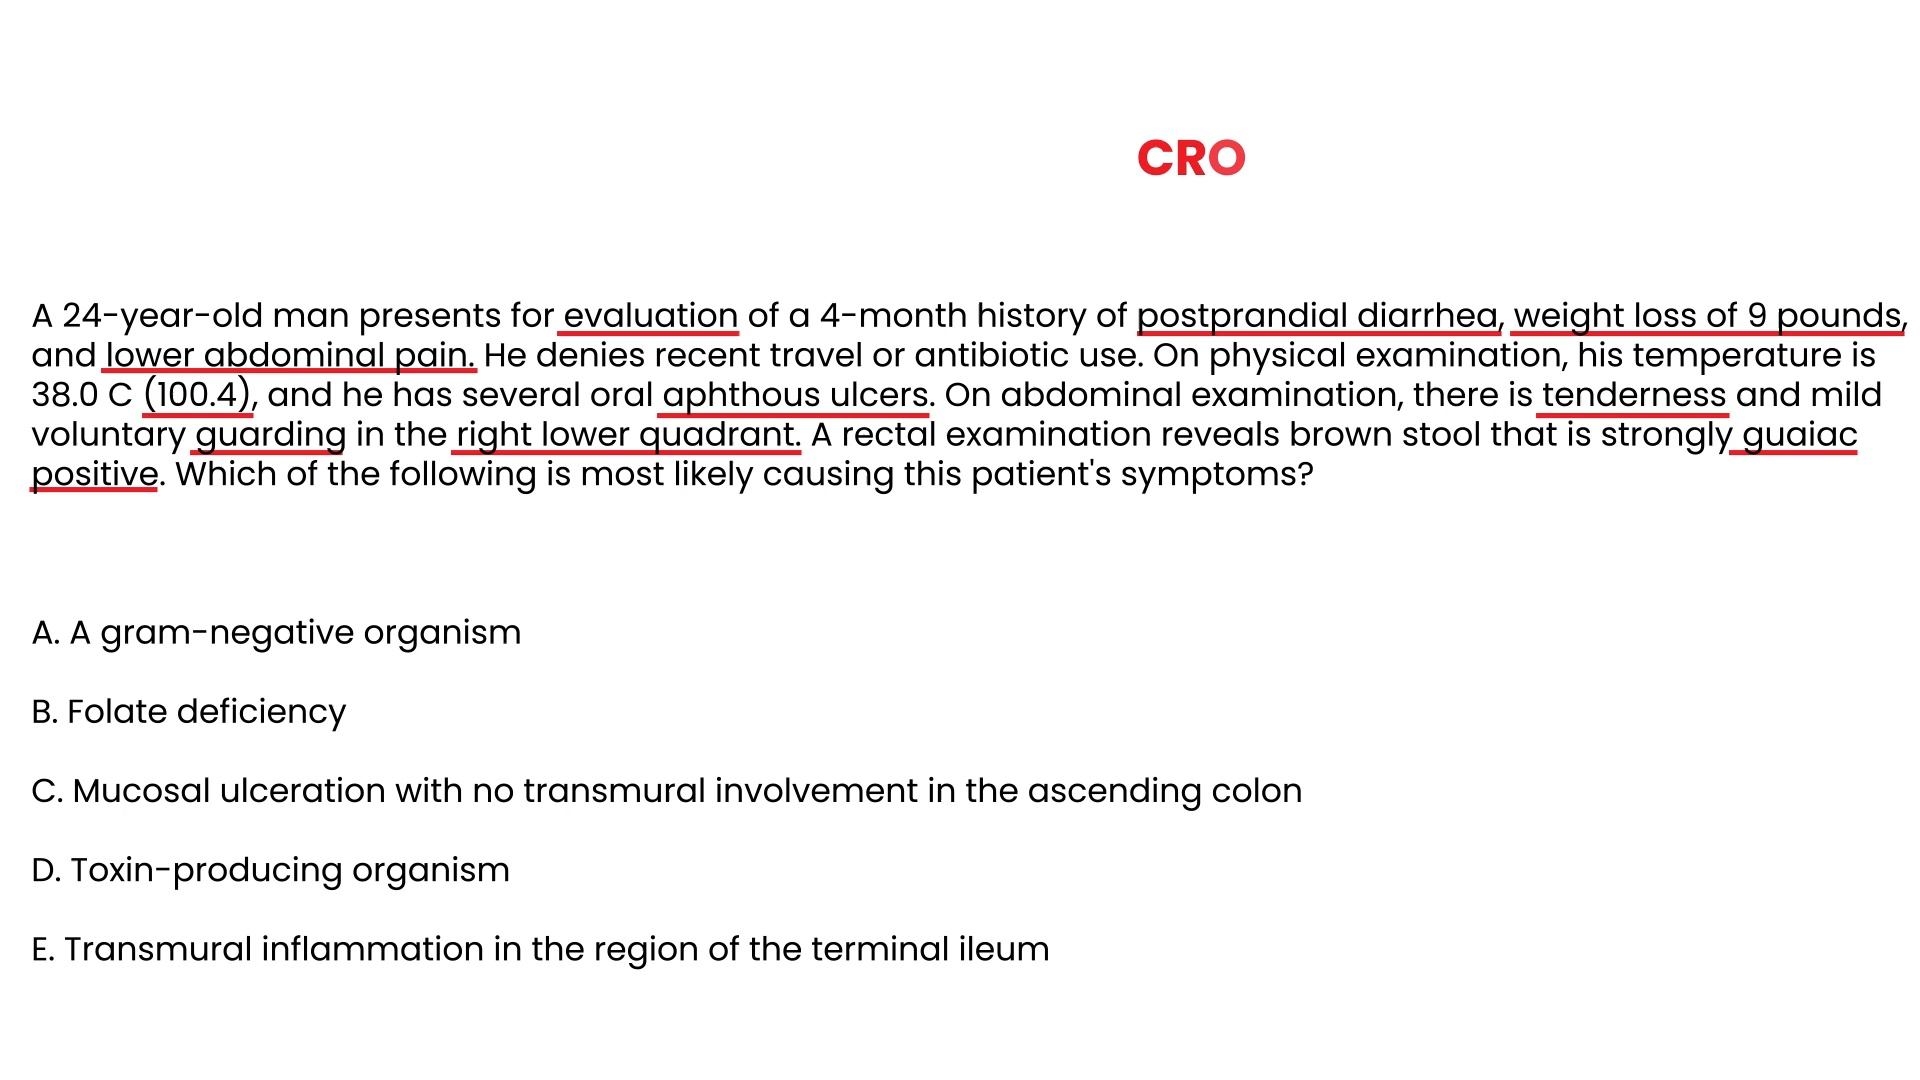 CRO
A 24-year-old man presents for evaluation of a 4-month history of postprandial diarrhea, weight loss of 9 pounds,
and lower abdominal pain. He denies recent travel or antibiotic use. On physical examination, his temperature is
38.0 C (100.4), and he has several oral aphthous ulcers. On abdominal examination, there is tenderness and mild
voluntary guarding in the right lower quadrant. A rectal examination reveals brown stool that is strongly guaiac
positive. Which of the following is most likely causing this patient's symptoms?
A. A gram-negative organism
B. Folate deficiency
C. Mucosal ulceration with no transmural involvement in the ascending colon
D. Toxin-producing organism
E. Transmural inflammation in the region of the terminal ileum